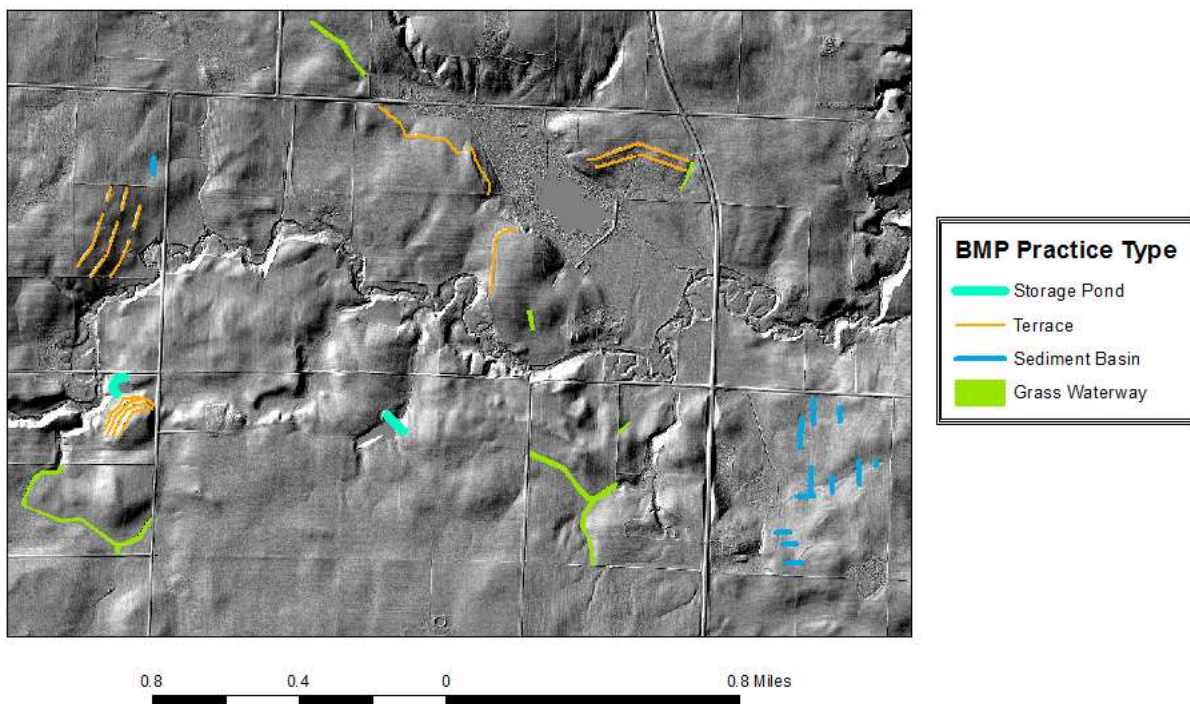 BMP Practice Type
Storage Pond
Terrace
Sediment Basin
Grass Waterway
0.8 0.4 0 0.8 Miles